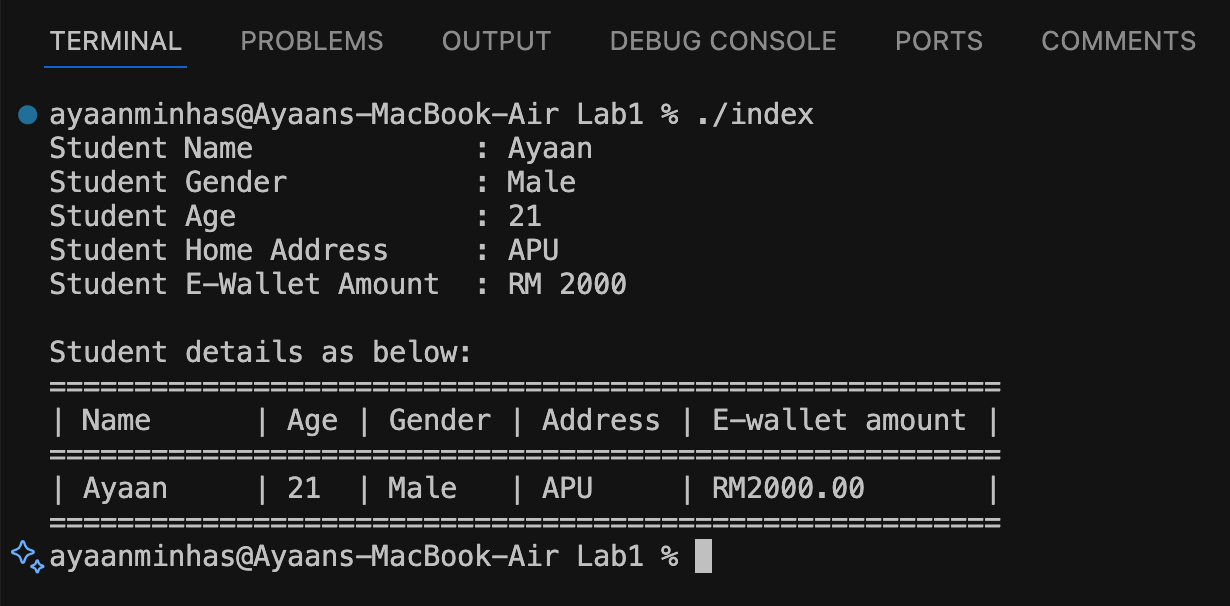 TERMINAL PROBLEMS OUTPUT DEBUG CONSOLE PORTS COMMENTS
ayaanminhas@Ayaans-MacBook-Air Lab1 % ./index
Student Name             : Ayaan
Student Gender           : Male
Student Age              : 21
Student Home Address     : APU
Student E-Wallet Amount  : RM 2000
Student details as below:
========================================================
| Name      | Age | Gender | Address | E-wallet amount |
========================================================
| Ayaan     | 21  | Male   | APU     | RM2000.00       |
========================================================
ayaanminhas@Ayaans-MacBook-Air Lab1 %